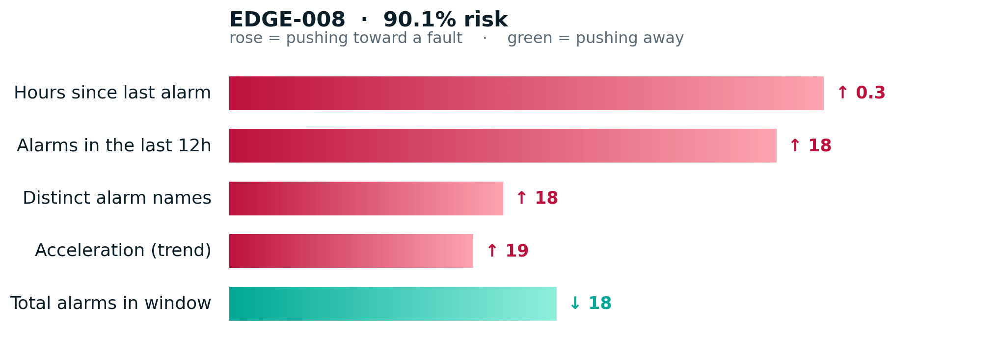 EDGE-008 · 90.1% risk
rose = pushing toward a fault · green = pushing away
Hours since last alarm ↑ 0.3
Alarms in the last 12h ↑ 18
Distinct alarm names ↑ 18
Acceleration (trend) ↑ 19
Total alarms in window ↓ 18